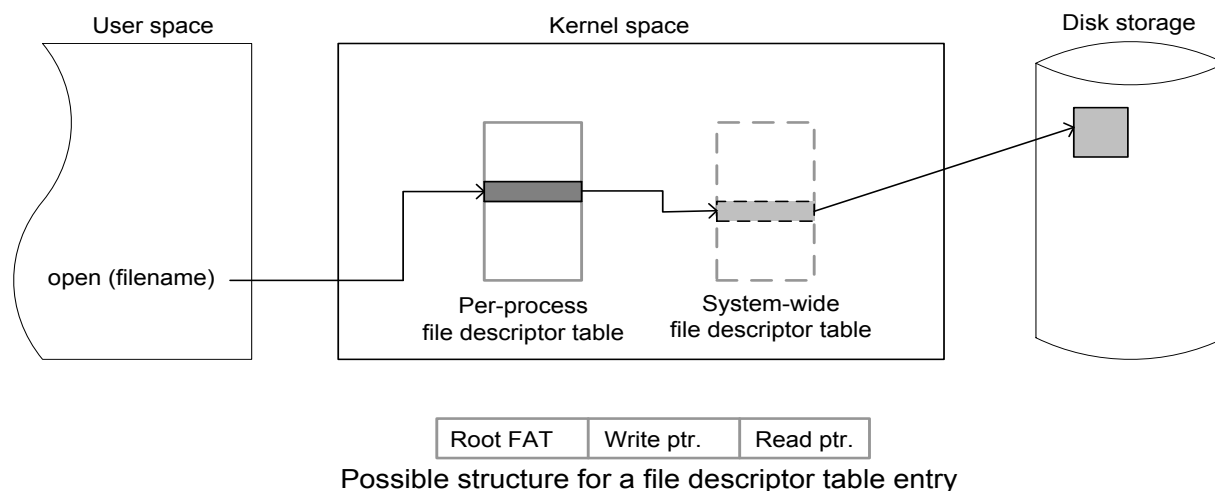 User space
Kernel space
Disk storage
open (filename)
Per-process
file descriptor table
System-wide
file descriptor table
Root FAT
Write ptr.
Read ptr.
Possible structure for a file descriptor table entry